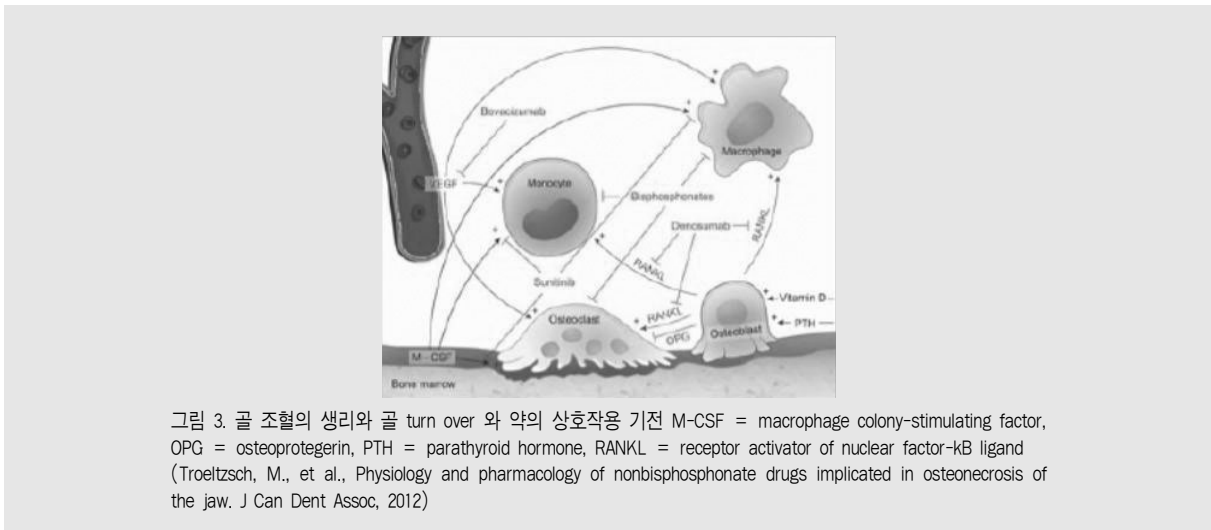 Bevacizumab
Macrophage
VEGF
Monocyte
Bisphosphonates
Denosumab
RANKL
RANKL
Sunitinib
Vitamin D
Osteoclast
RANKL
OPG
Osteoblast
PTH
M-CSF
Bone marrow
그림 3. 골 조혈의 생리와 골 turn over 와 약의 상호작용 기전 M-CSF = macrophage colony-stimulating factor,
OPG = osteoprotegerin, PTH = parathyroid hormone, RANKL = receptor activator of nuclear factor-kB ligand
(Troeltzsch, M., et al., Physiology and pharmacology of nonbisphosphonate drugs implicated in osteonecrosis of
the jaw. J Can Dent Assoc, 2012)